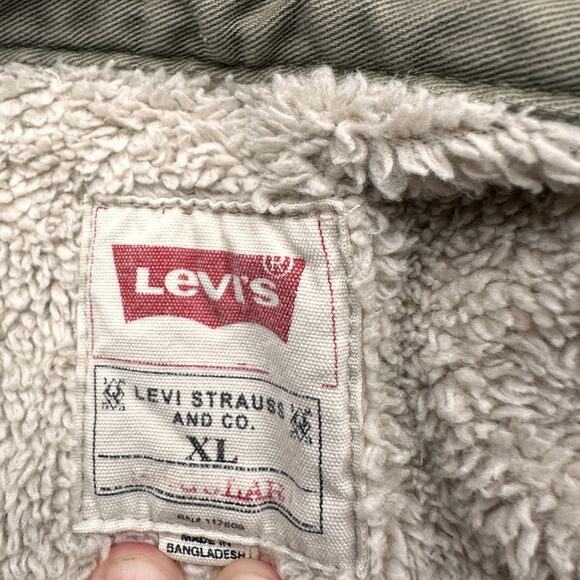 Levi's ®
LEVI STRAUSS
AND CO.
XL
MADE IN
BANGLADESH